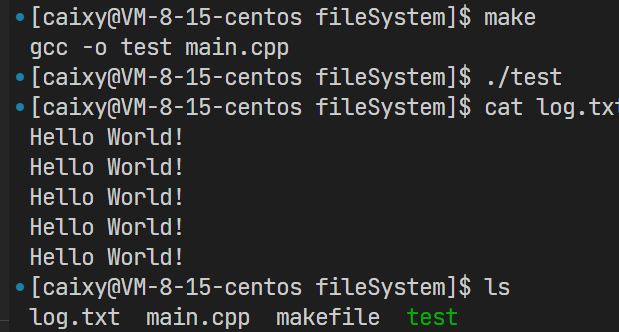 [caixy@VM-8-15-centos fileSystem]$ make
gcc -o test main.cpp
[caixy@VM-8-15-centos fileSystem]$ ./test
[caixy@VM-8-15-centos fileSystem]$ cat log.txt
Hello World!
Hello World!
Hello World!
Hello World!
Hello World!
[caixy@VM-8-15-centos fileSystem]$ ls
log.txt  main.cpp  makefile  test